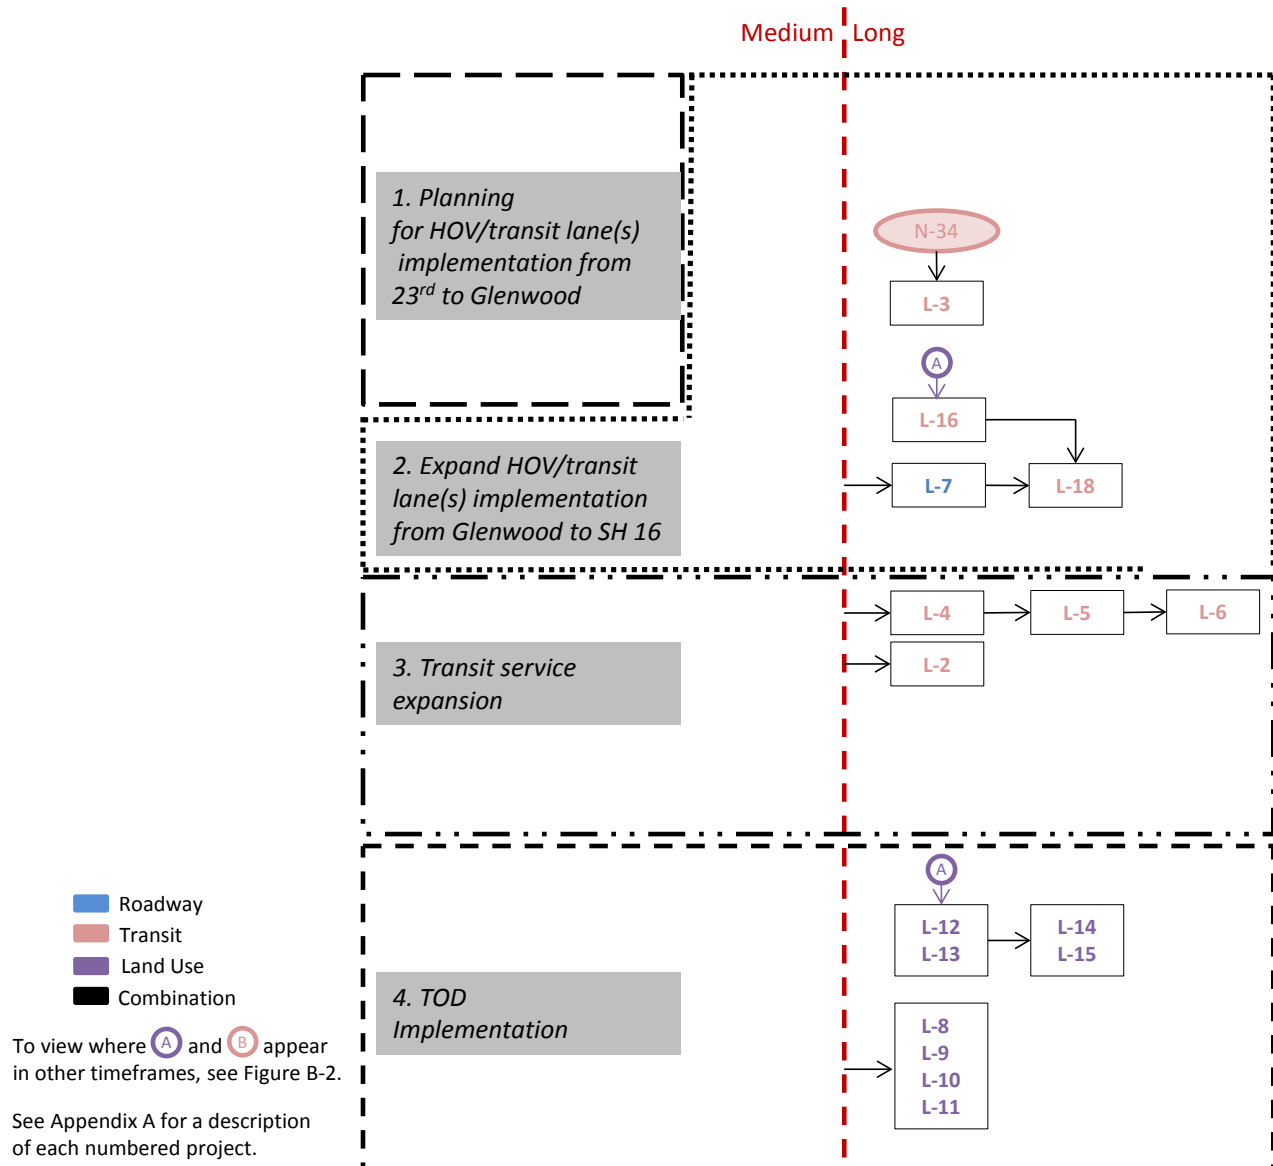 Medium Long
1. Planning
for HOV/transit lane(s)
implementation from
23rd to Glenwood
N-34
L-3
A
L-16
2. Expand HOV/transit
lane(s) implementation
from Glenwood to SH 16
L-7
L-18
3. Transit service
expansion
L-4
L-5
L-6
L-2
4. TOD
Implementation
A
L-12
L-13
L-14
L-15
L-8
L-9
L-10
L-11
Roadway
Transit
Land Use
Combination
To view where A and B appear
in other timeframes, see Figure B-2.
See Appendix A for a description
of each numbered project.